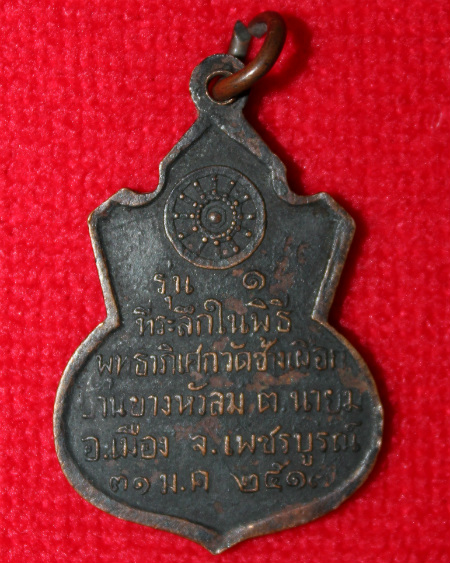 รุ่น ๑
ที่ระลึกในพิธี
พุทธาภิเศกวัดช้างเผือก
บ้านยางหัวลม ต.นายม
อ.เมือง จ.เพชรบูรณ์
๓๑ ม.ค ๒๕๑๗